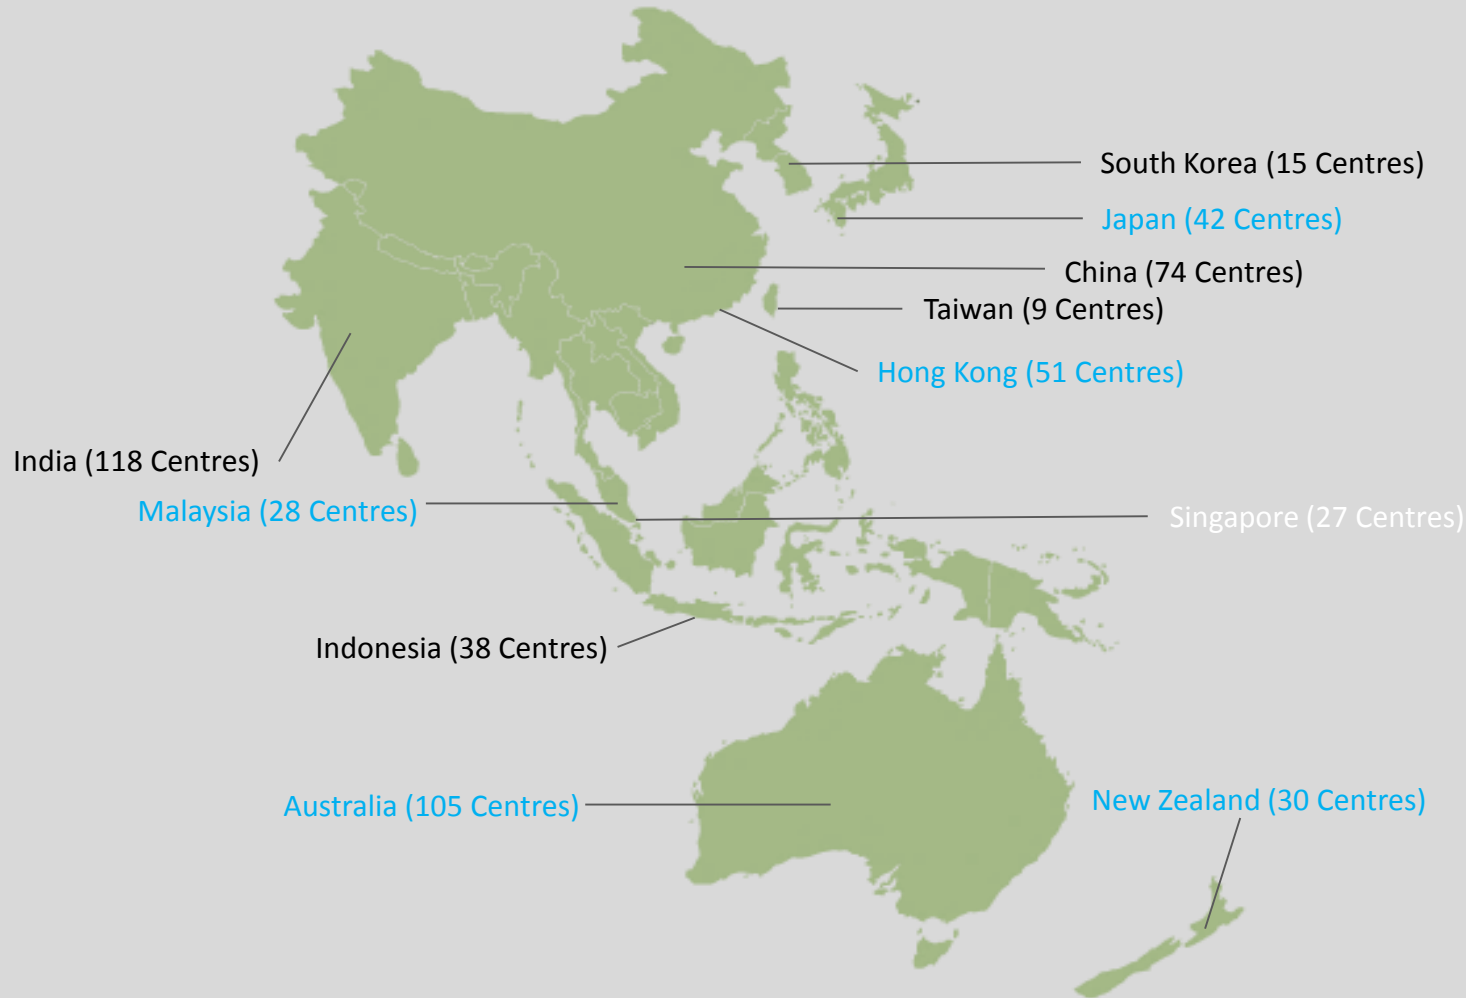 South Korea (15 Centres)
Japan (42 Centres)
China (74 Centres)
Taiwan (9 Centres)
Hong Kong (51 Centres)
India (118 Centres)
Malaysia (28 Centres)
Singapore (27 Centres)
Indonesia (38 Centres)
Australia (105 Centres)
New Zealand (30 Centres)